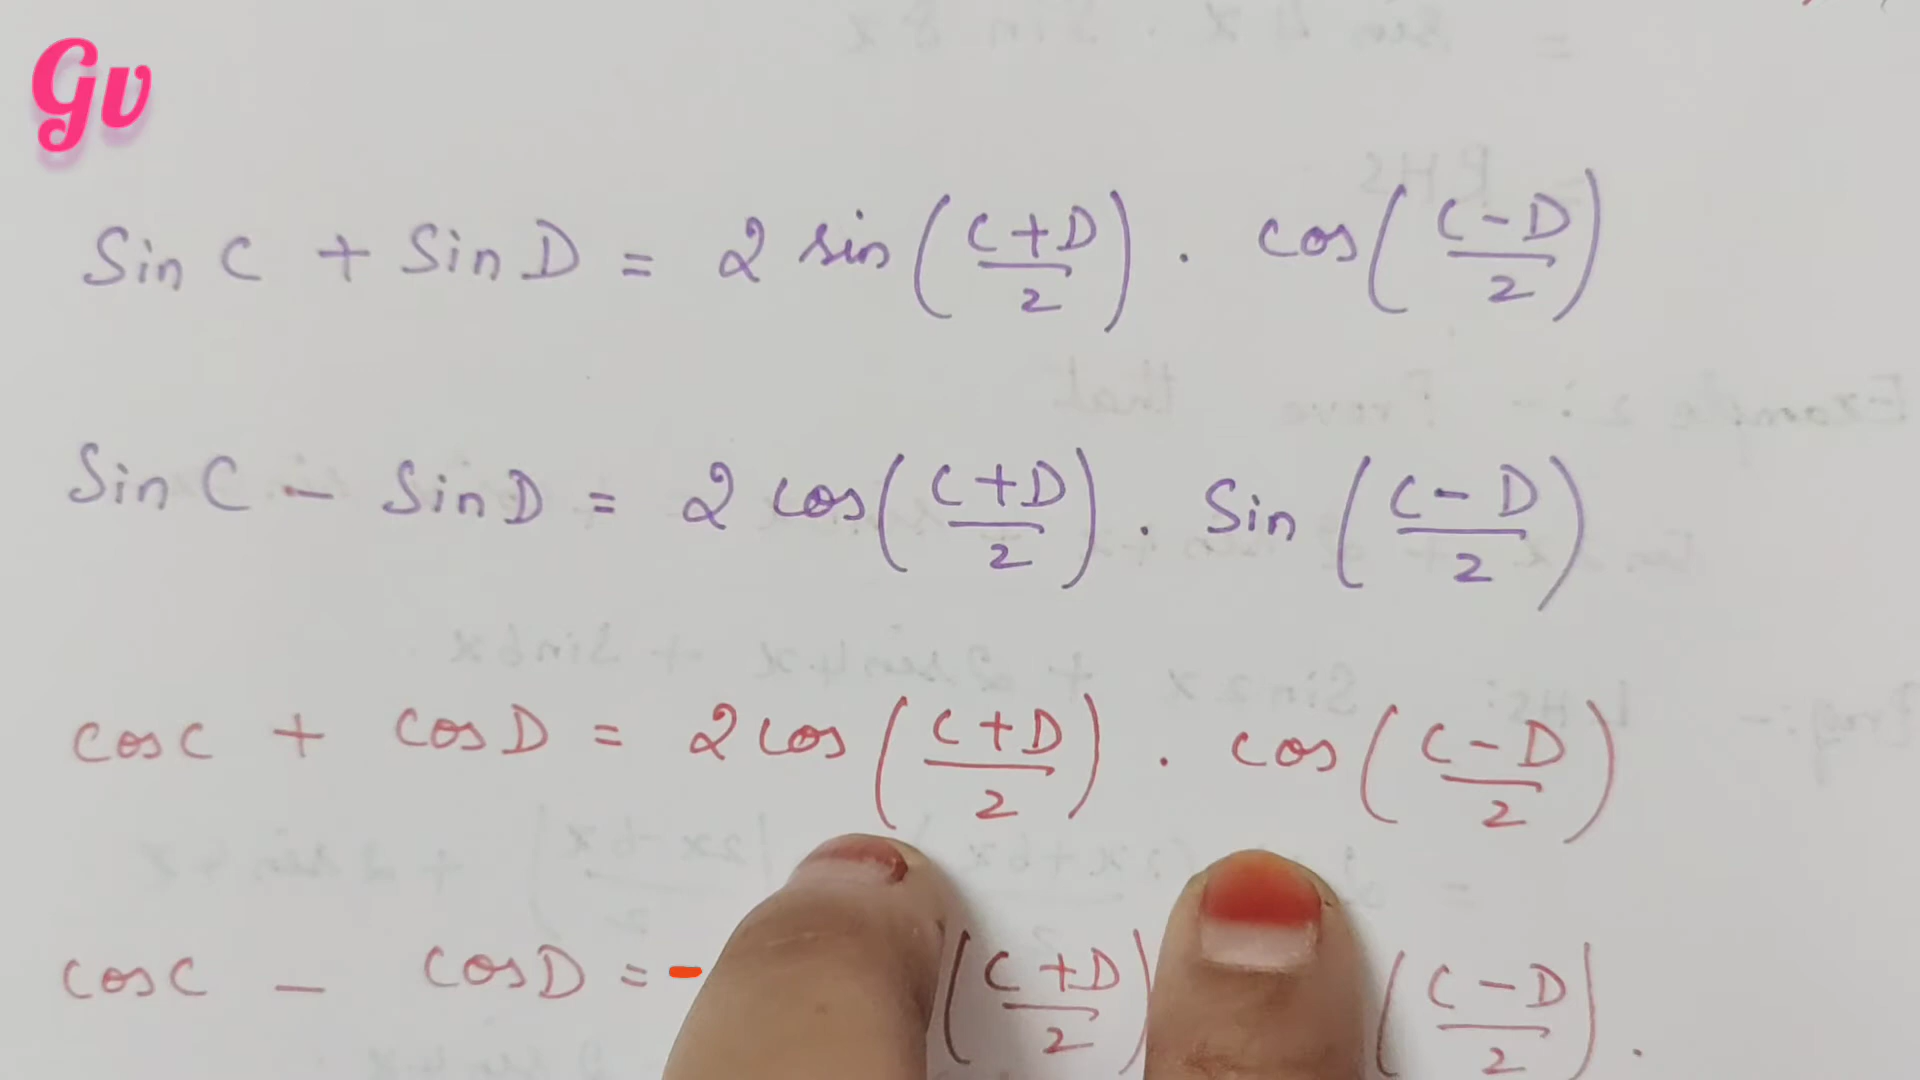 Gv
Sin C + Sin D = 2 sin (C+D/2) . cos (C-D/2)
Sin C - Sin D = 2 cos (C+D/2) . Sin (C-D/2)
cos C + cos D = 2 cos (C+D/2) . cos (C-D/2)
cos C - cos D = - (C+D/2) (C-D/2) .